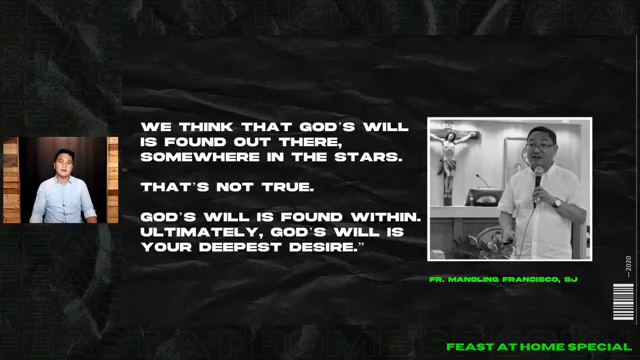 WE THINK THAT GOD'S WILL
IS FOUND OUT THERE,
SOMEWHERE IN THE STARS.
THAT'S NOT TRUE.
GOD'S WILL IS FOUND WITHIN.
ULTIMATELY, GOD'S WILL IS
YOUR DEEPEST DESIRE."
FR. MANOLING FRANCISCO, SJ
—2020
FEAST AT HOME SPECIAL